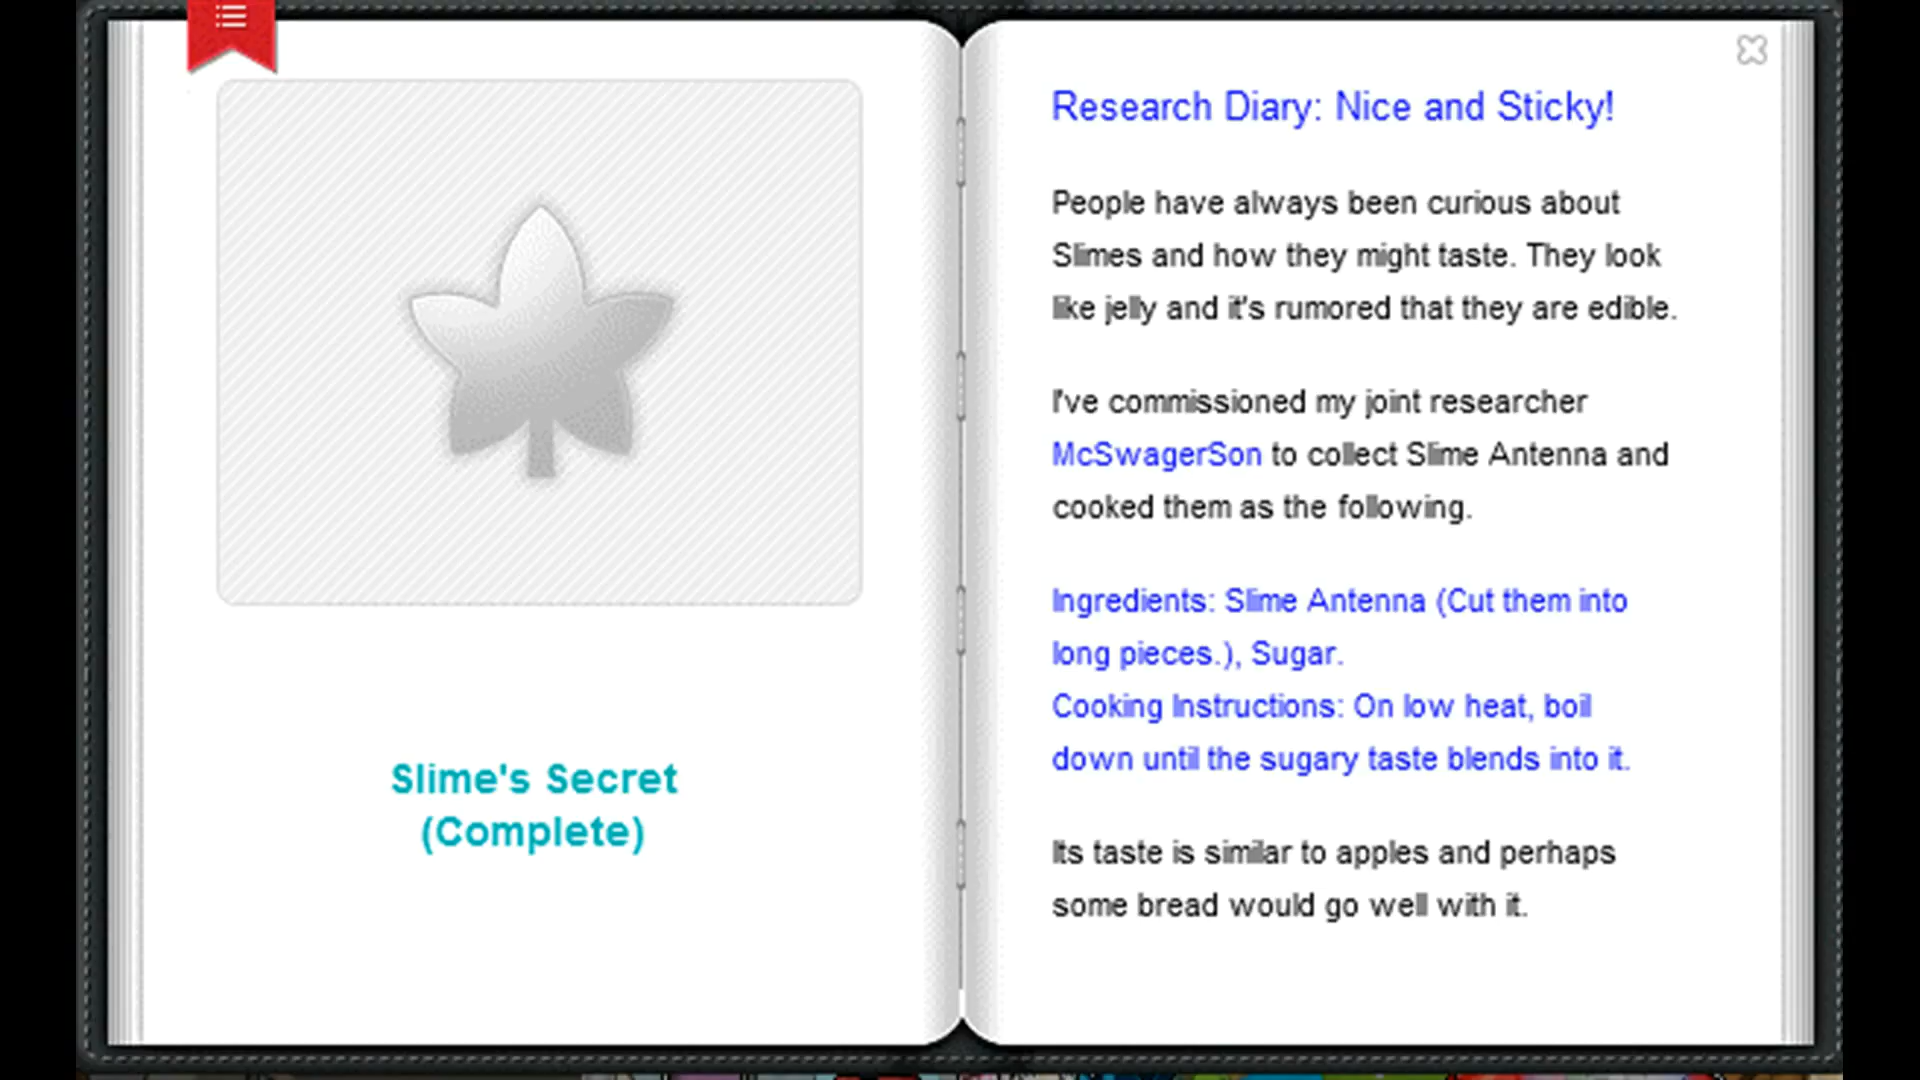 Slime's Secret
(Complete)
Research Diary: Nice and Sticky!
People have always been curious about
Slimes and how they might taste. They look
like jelly and it's rumored that they are edible.
I've commissioned my joint researcher
McSwagerSon to collect Slime Antenna and
cooked them as the following.
Ingredients: Slime Antenna (Cut them into
long pieces.), Sugar.
Cooking Instructions: On low heat, boil
down until the sugary taste blends into it.
Its taste is similar to apples and perhaps
some bread would go well with it.